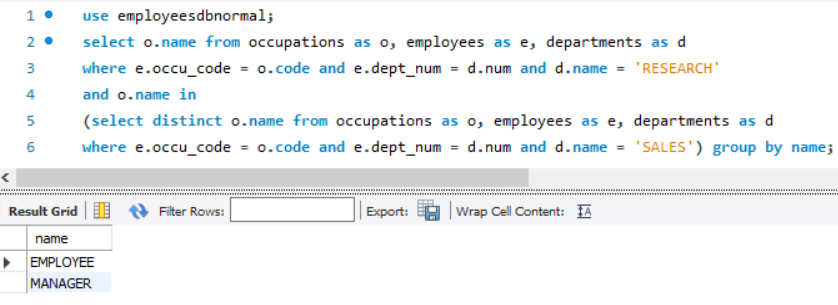 1 use employeesdbnormal;
2 select o.name from occupations as o, employees as e, departments as d
3 where e.occu_code = o.code and e.dept_num = d.num and d.name = 'RESEARCH'
4 and o.name in
5 (select distinct o.name from occupations as o, employees as e, departments as d
6 where e.occu_code = o.code and e.dept_num = d.num and d.name = 'SALES') group by name;
Result Grid Filter Rows: Export: Wrap Cell Content: IA
name
EMPLOYEE
MANAGER